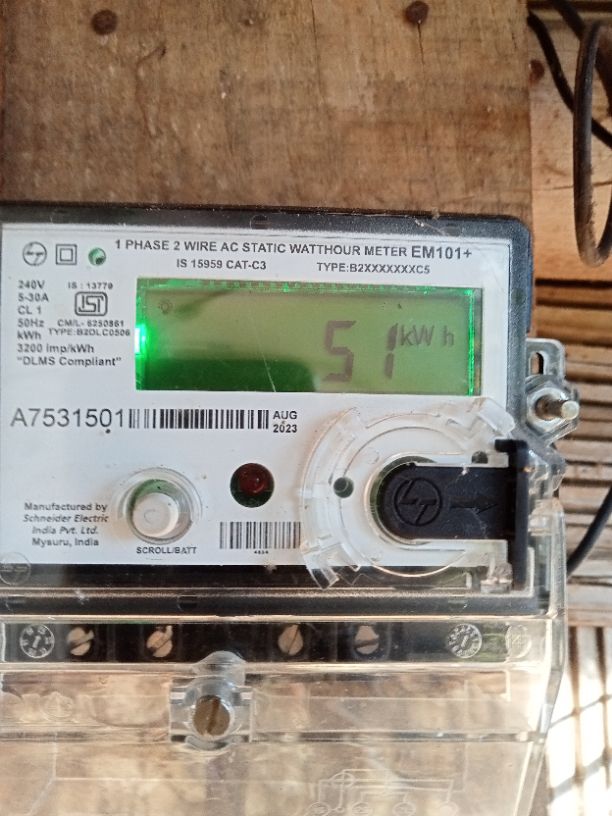 1 PHASE 2 WIRE AC STATIC WATTHOUR METER EM101+
IS 15959 CAT-C3 TYPE:B2XXXXXXXC5
240V IS : 13779
5-30A
CL 1
50Hz CM/L- 6250861
kWh TYPE:B2DLC0506
3200 imp/kWh
"DLMS Compliant"
51 kWh
A7531501 AUG
2023
Manufactured by
Schneider Electric
India Pvt. Ltd.
Mysuru, India
SCROLL/BATT